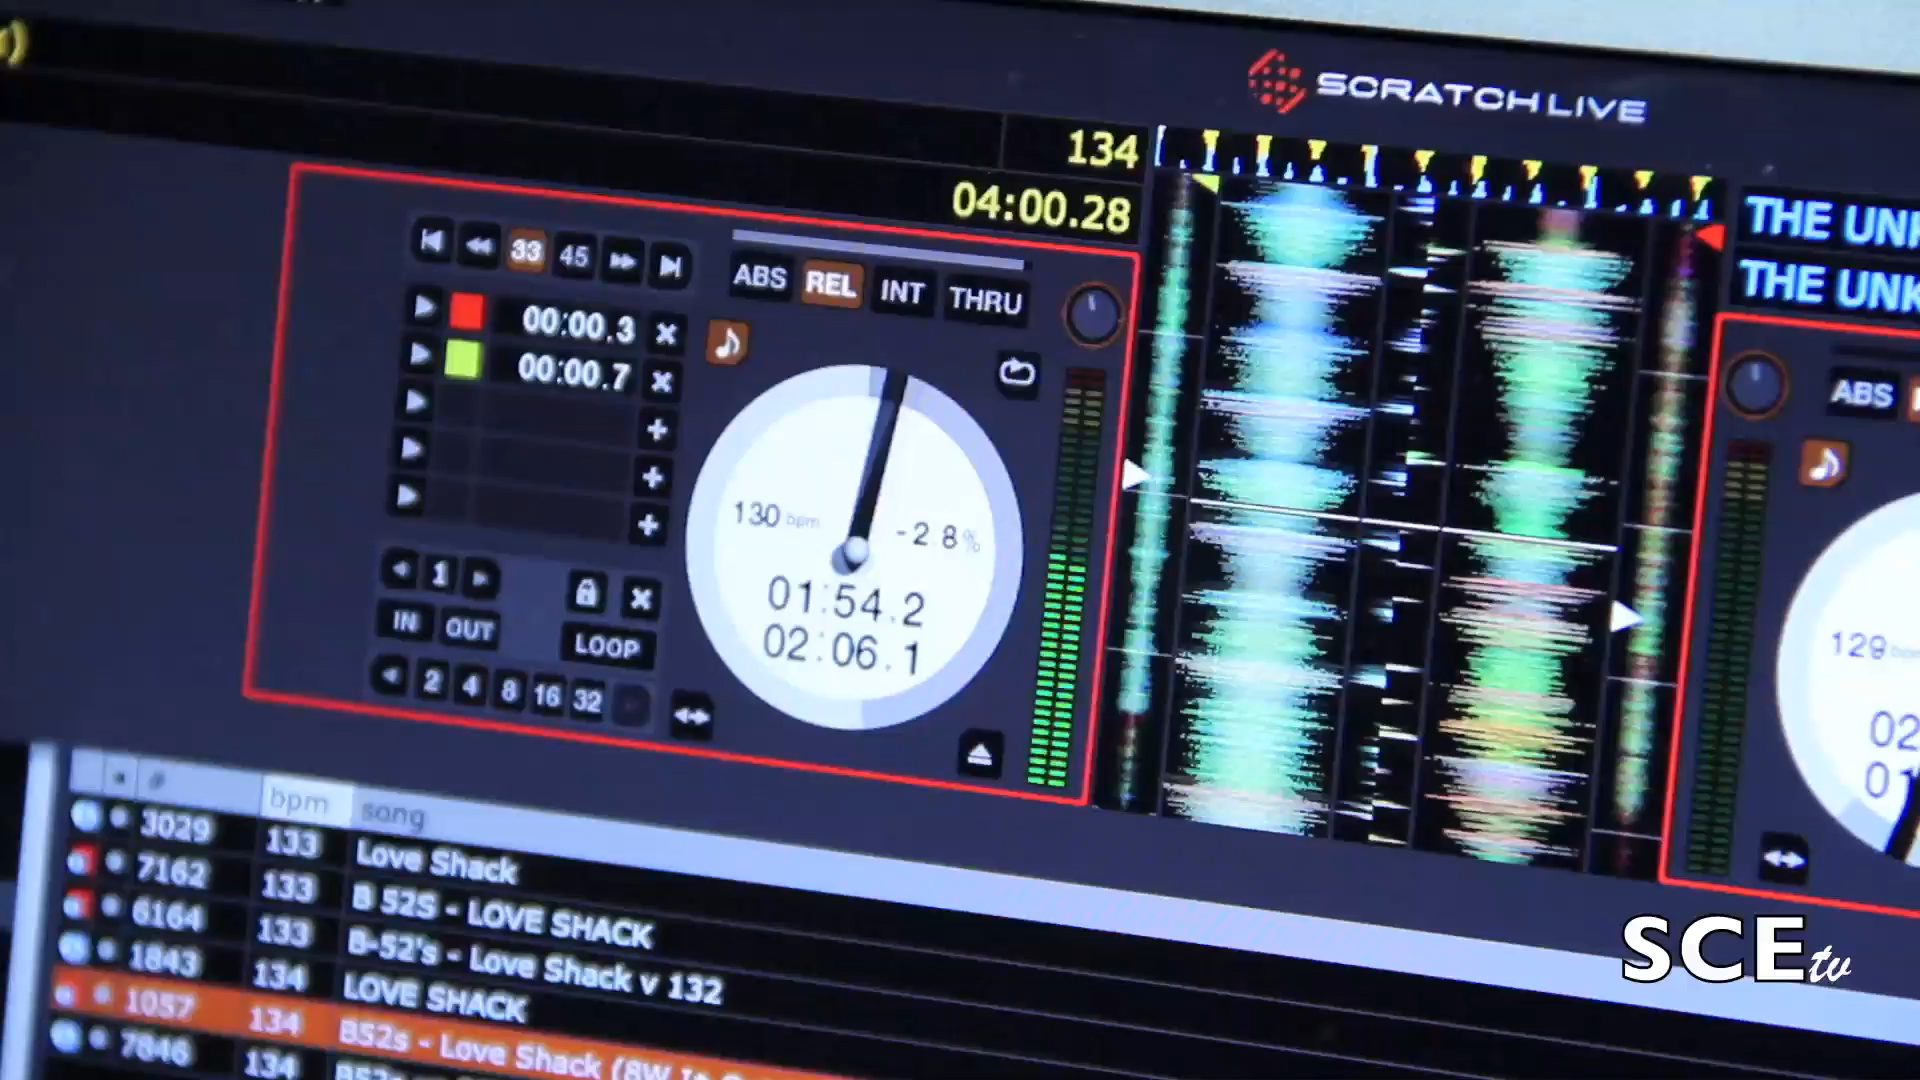 SCRATCH LIVE
134
04:00.28
THE UNK
THE UNK
33 45
ABS REL INT THRU
00:00.3
00:00.7
130 bpm -2.8%
01:54.2
02:06.1
1
IN OUT LOOP
2 4 8 16 32
ABS
129
bpm song
3029 133 Love Shack
7162 133 B 52S - LOVE SHACK
6164 133 B-52's - Love Shack v 132
1843 134 LOVE SHACK
1057 134 B52s - Love Shack (8W
7846 134
SCEtv